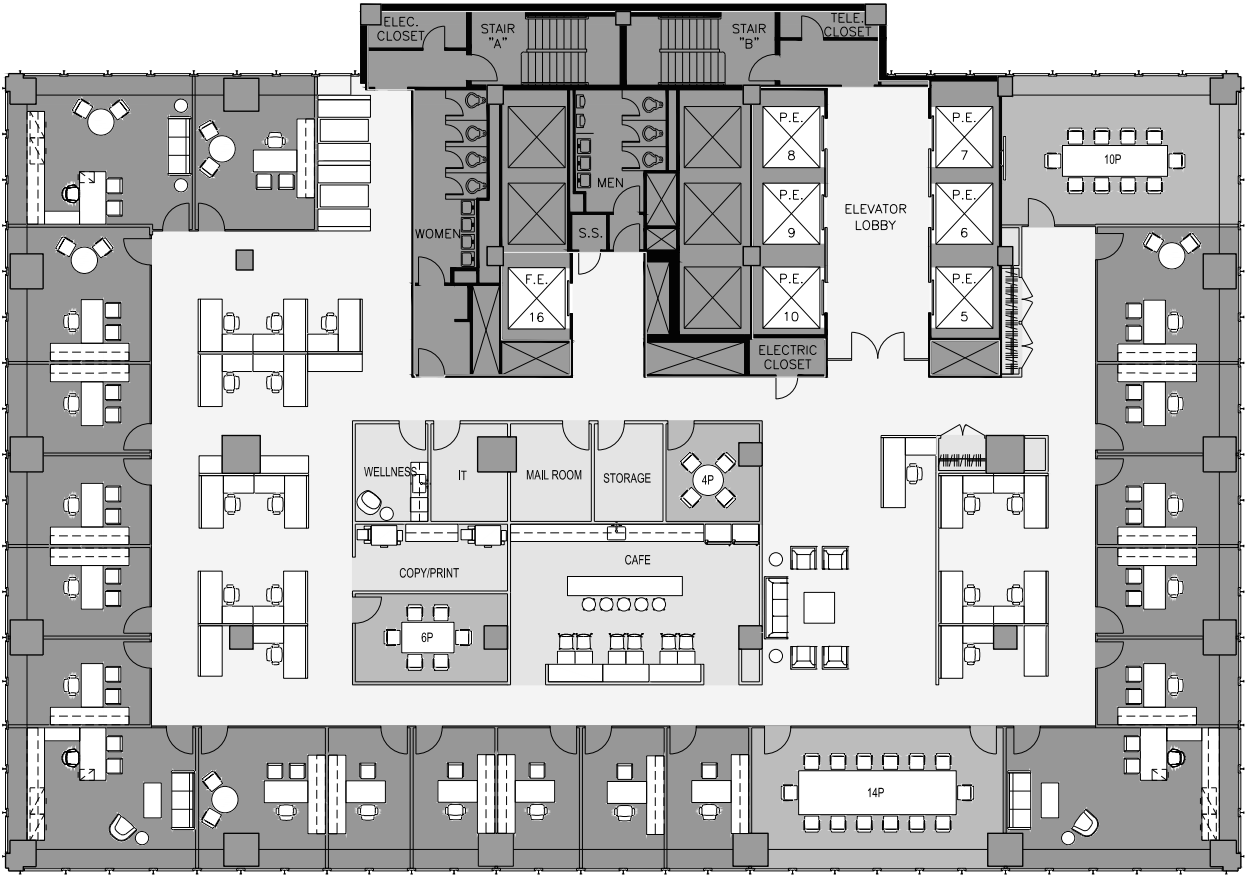 ELEC.
CLOSET
STAIR
"A"
STAIR
"B"
TELE.
CLOSET
P.E.
8
P.E.
7
10P
MEN
WOMEN
S.S.
P.E.
9
ELEVATOR
LOBBY
P.E.
6
F.E.
16
P.E.
10
P.E.
5
ELECTRIC
CLOSET
WELLNESS
IT
MAIL ROOM
STORAGE
4P
COPY/PRINT
CAFE
6P
14P